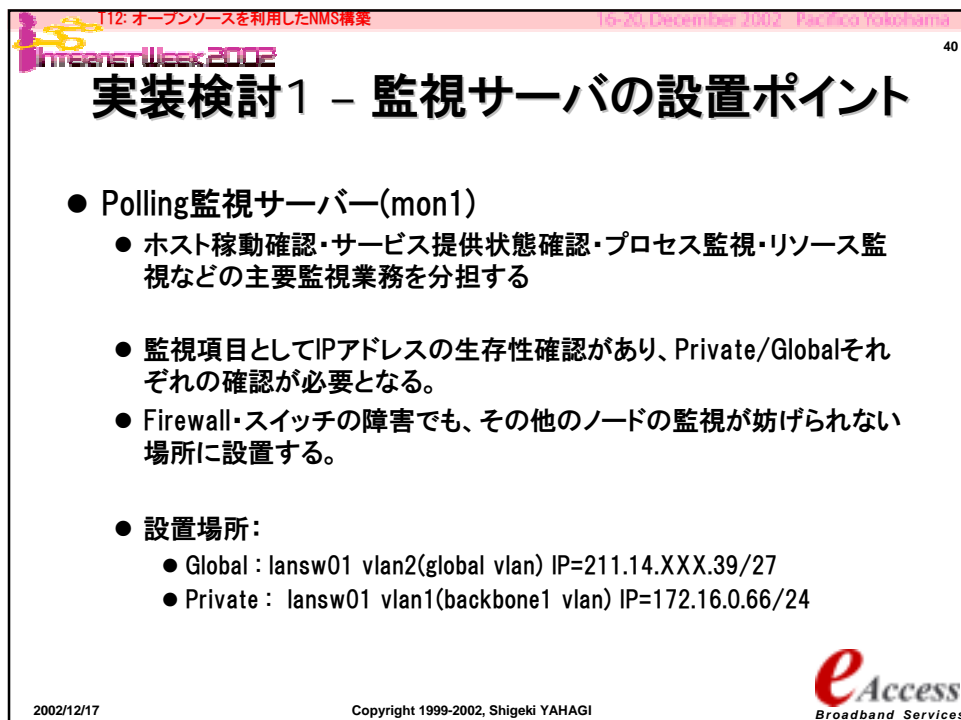 T12: オープンソースを利用したNMS構築
16-20, December 2002 Pacifico Yokohama
40
InternetWeek 2002
実装検討1 – 監視サーバの設置ポイント
● Polling監視サーバー(mon1)
● ホスト稼動確認・サービス提供状態確認・プロセス監視・リソース監
視などの主要監視業務を分担する
● 監視項目としてIPアドレスの生存性確認があり、Private/Globalそれ
ぞれの確認が必要となる。
● Firewall・スイッチの障害でも、その他のノードの監視が妨げられない
場所に設置する。
● 設置場所：
● Global : lansw01 vlan2(global vlan) IP=211.14.XXX.39/27
● Private : lansw01 vlan1(backbone1 vlan) IP=172.16.0.66/24
eAccess
Broadband Services
2002/12/17
Copyright 1999-2002, Shigeki YAHAGI